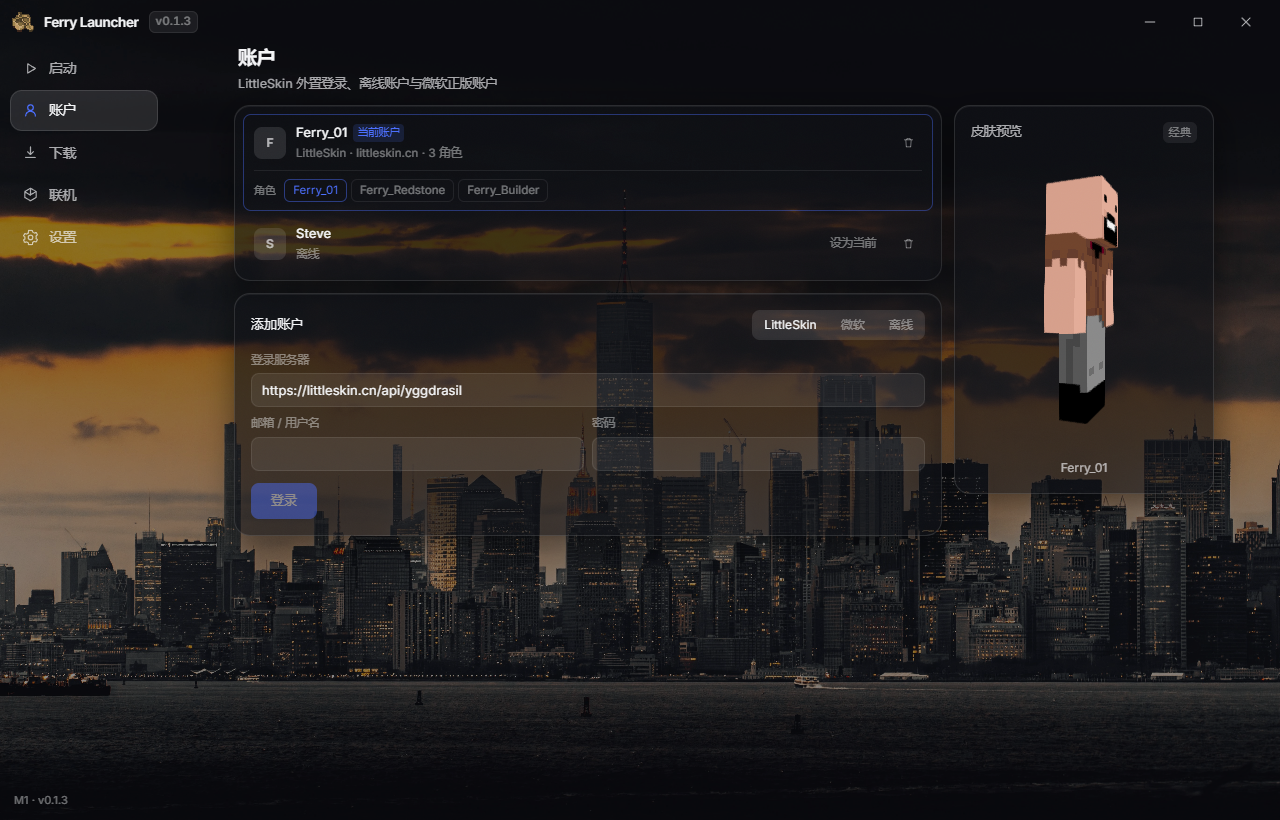 Ferry Launcher v0.1.3
启动
账户
下载
联机
设置
账户
LittleSkin 外置登录、离线账户与微软正版账户
F
Ferry_01 当前账户
LittleSkin · littleskin.cn · 3 角色
角色 Ferry_01 Ferry_Redstone Ferry_Builder
S
Steve
离线
设为当前
添加账户
LittleSkin 微软 离线
登录服务器
https://littleskin.cn/api/yggdrasil
邮箱 / 用户名 密码
登录
皮肤预览 经典
Ferry_01
M1 · v0.1.3